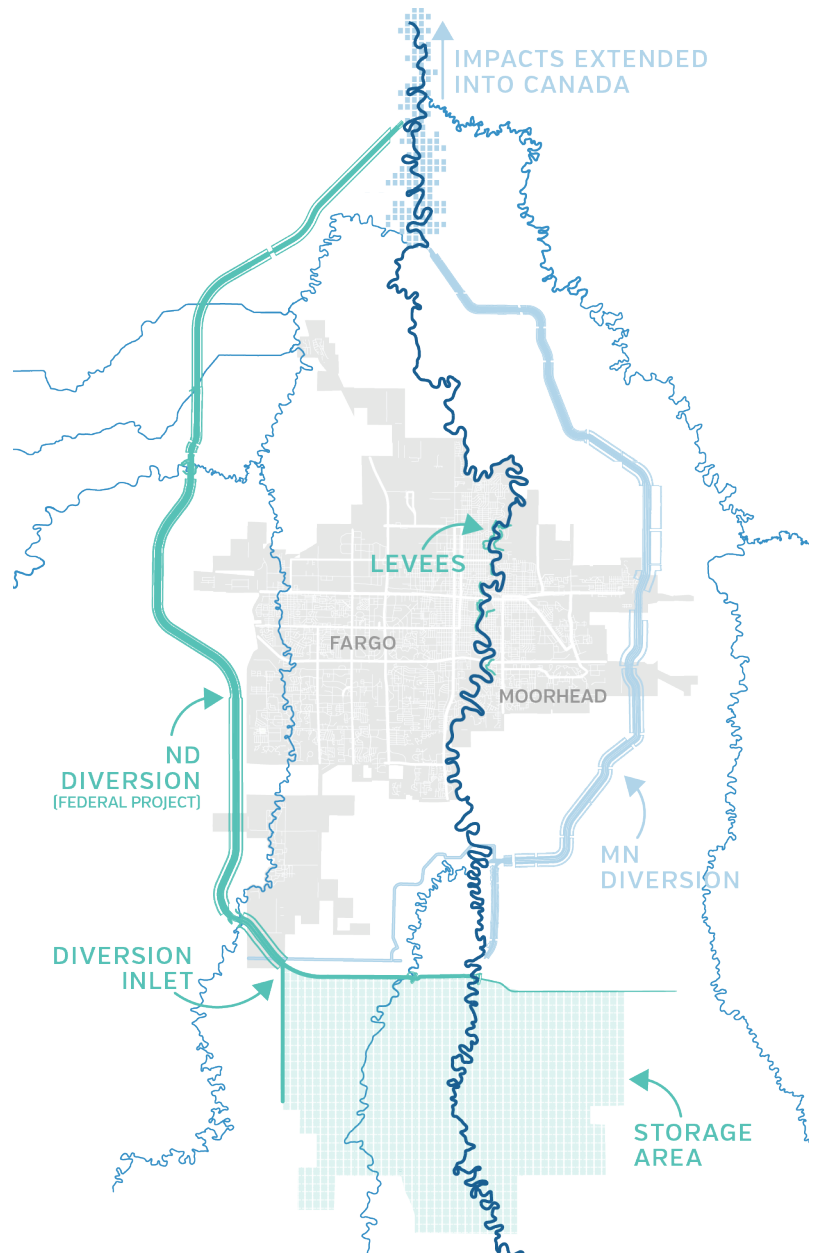 IMPACTS EXTENDED
INTO CANADA
LEVEES
FARGO
MOORHEAD
ND
DIVERSION
(FEDERAL PROJECT)
MN
DIVERSION
DIVERSION
INLET
STORAGE
AREA